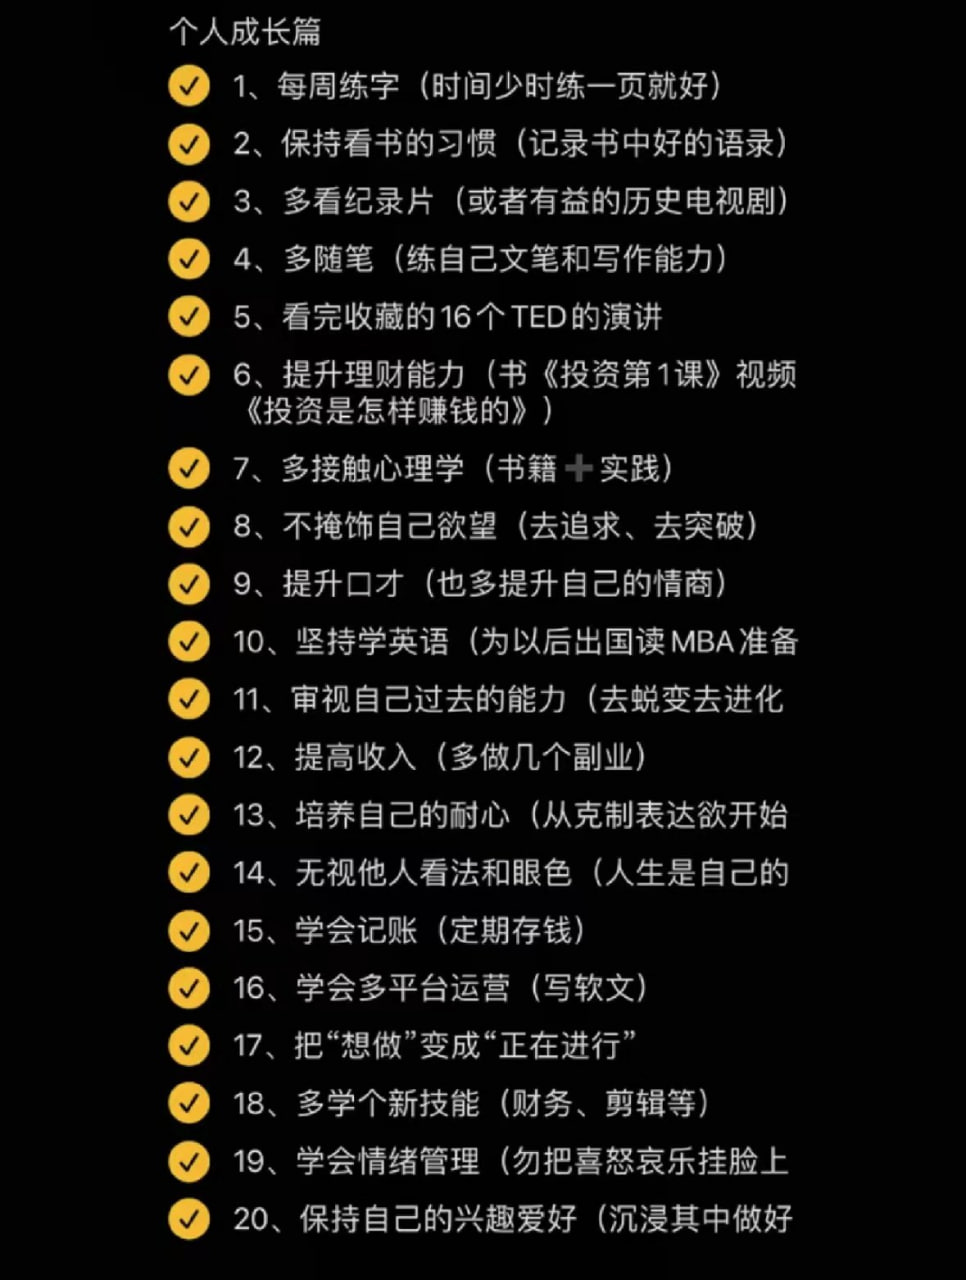 个人成长篇
1、每周练字（时间少时练一页就好）
2、保持看书的习惯（记录书中好的语录）
3、多看纪录片（或者有益的历史电视剧）
4、多随笔（练自己文笔和写作能力）
5、看完收藏的16个TED的演讲
6、提升理财能力（书《投资第1课》视频
《投资是怎样赚钱的》）
7、多接触心理学（书籍➕实践）
8、不掩饰自己欲望（去追求、去突破）
9、提升口才（也多提升自己的情商）
10、坚持学英语（为以后出国读MBA准备
11、审视自己过去的能力（去蜕变去进化
12、提高收入（多做几个副业）
13、培养自己的耐心（从克制表达欲开始
14、无视他人看法和眼色（人生是自己的
15、学会记账（定期存钱）
16、学会多平台运营（写软文）
17、把“想做”变成“正在进行”
18、多学个新技能（财务、剪辑等）
19、学会情绪管理（勿把喜怒哀乐挂脸上
20、保持自己的兴趣爱好（沉浸其中做好